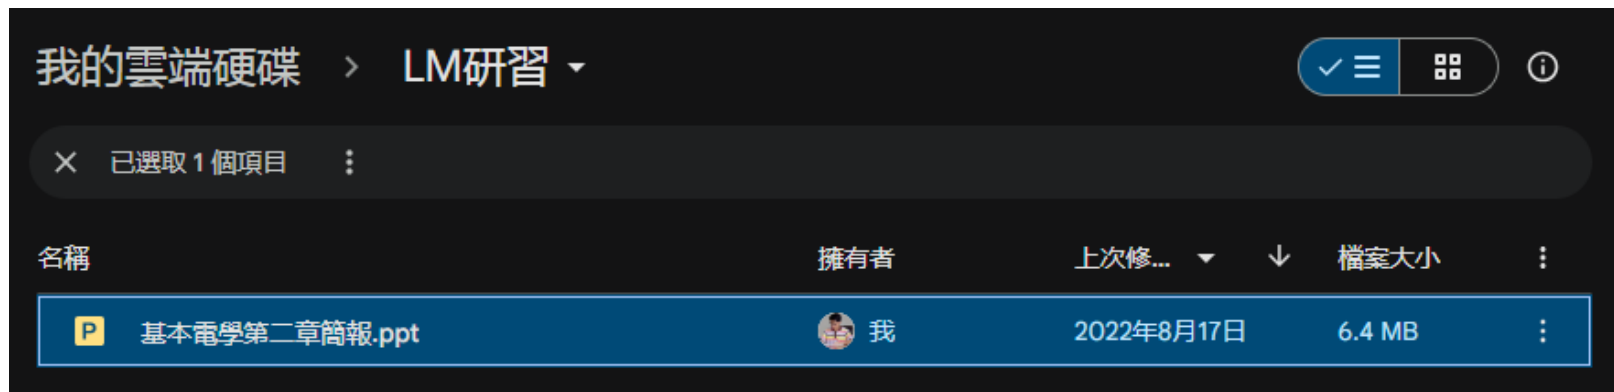 我的雲端硬碟 > LM研習
已選取 1 個項目
名稱 擁有者 上次修... 檔案大小
P 基本電學第二章簡報.ppt 我 2022年8月17日 6.4 MB